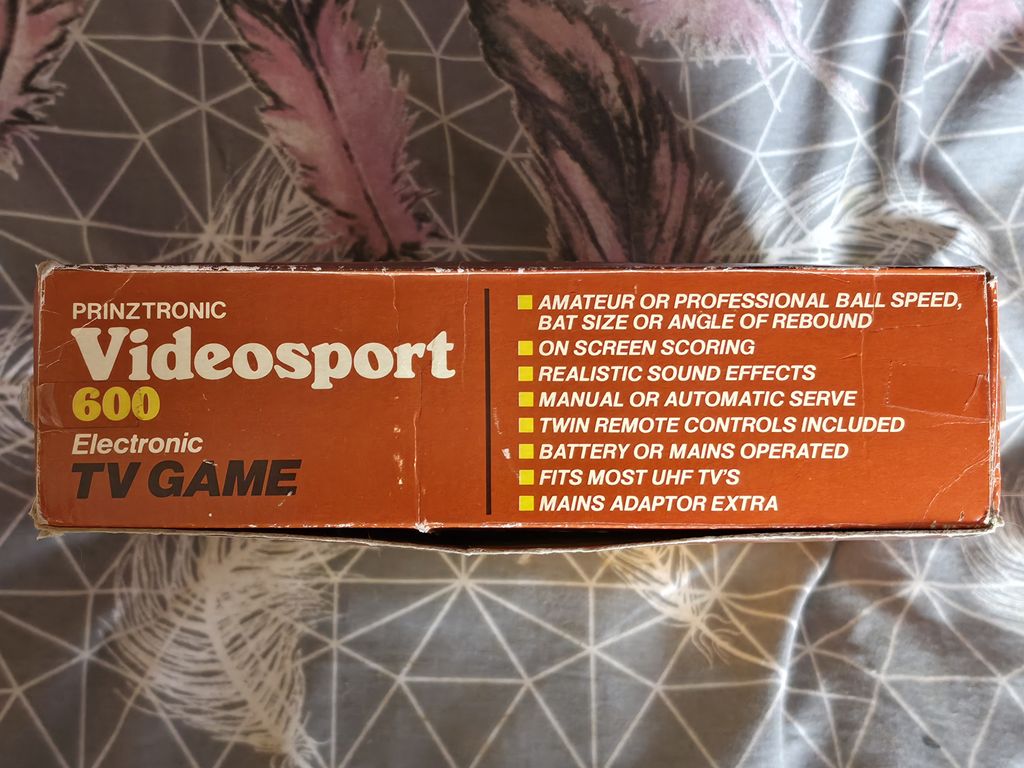 PRINZTRONIC
Videosport
600
Electronic
TV GAME
AMATEUR OR PROFESSIONAL BALL SPEED,
BAT SIZE OR ANGLE OF REBOUND
ON SCREEN SCORING
REALISTIC SOUND EFFECTS
MANUAL OR AUTOMATIC SERVE
TWIN REMOTE CONTROLS INCLUDED
BATTERY OR MAINS OPERATED
FITS MOST UHF TV'S
MAINS ADAPTOR EXTRA